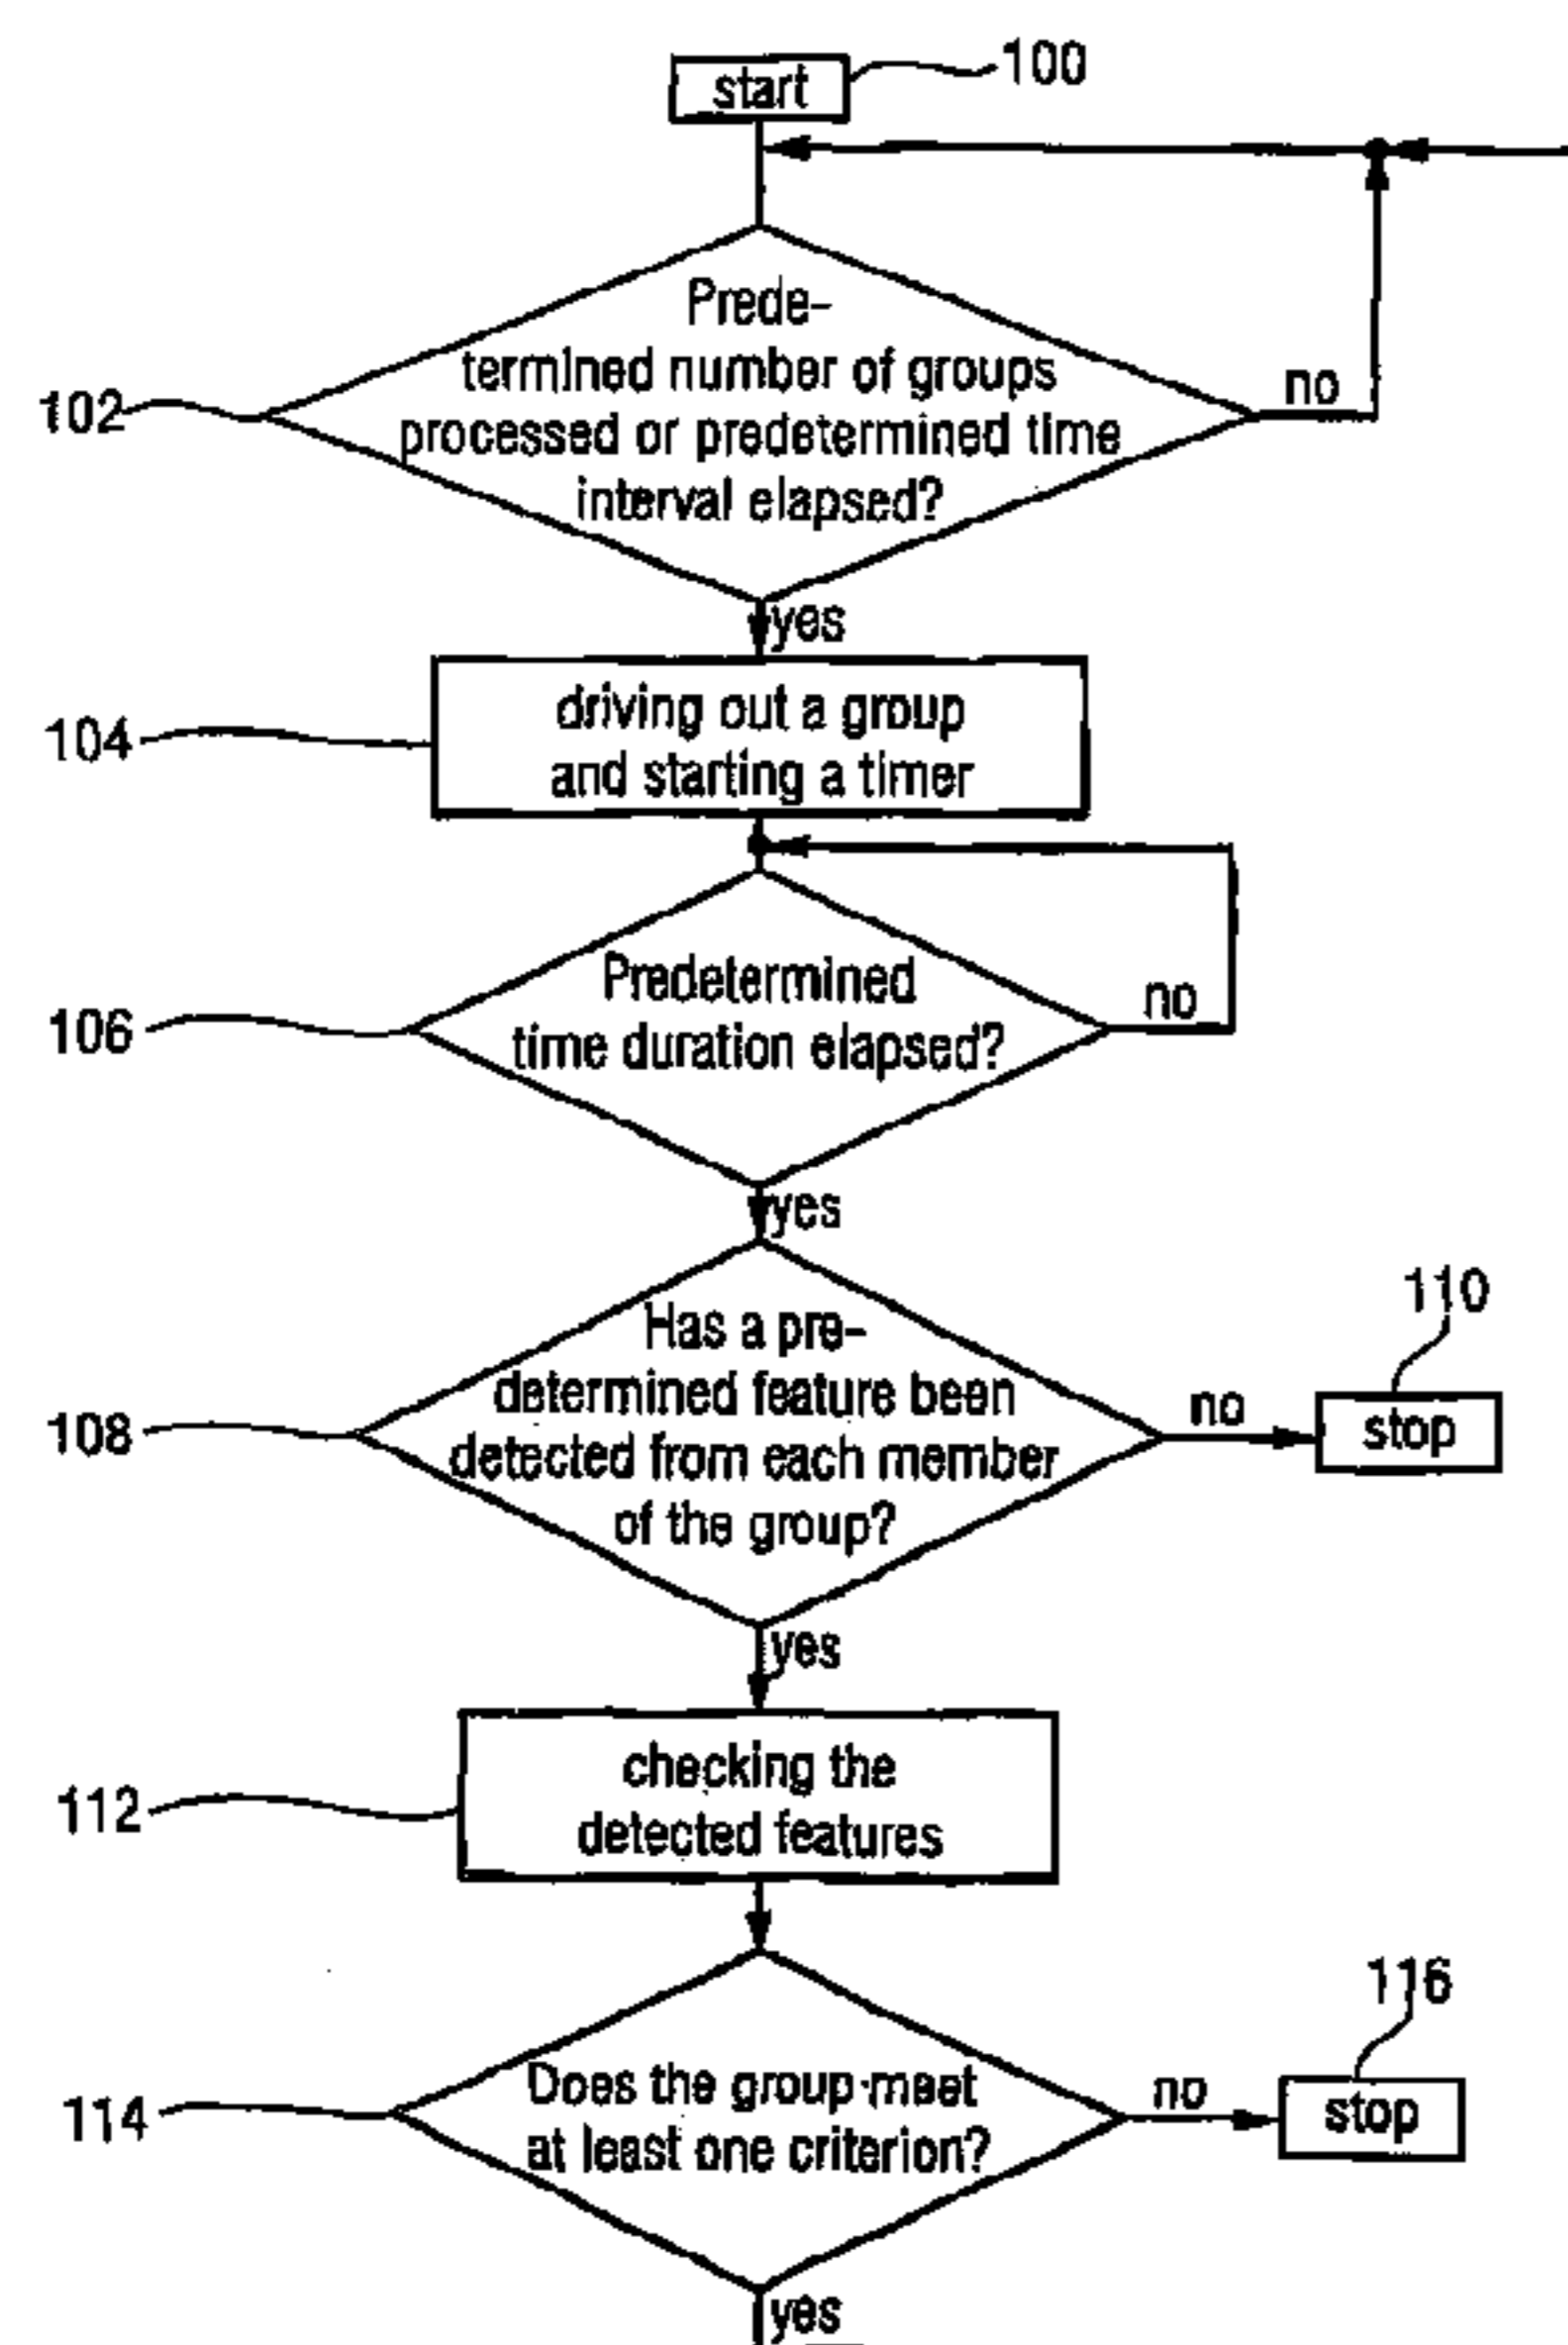 start
100
Prede-
termined number of groups
processed or predetermined time
interval elapsed?
102
no
yes
driving out a group
and starting a timer
104
Predetermined
time duration elapsed?
106
no
yes
Has a pre-
determined feature been
detected from each member
of the group?
108
no
110
stop
yes
checking the
detected features
112
Does the group meet
at least one criterion?
114
no
116
stop
yes